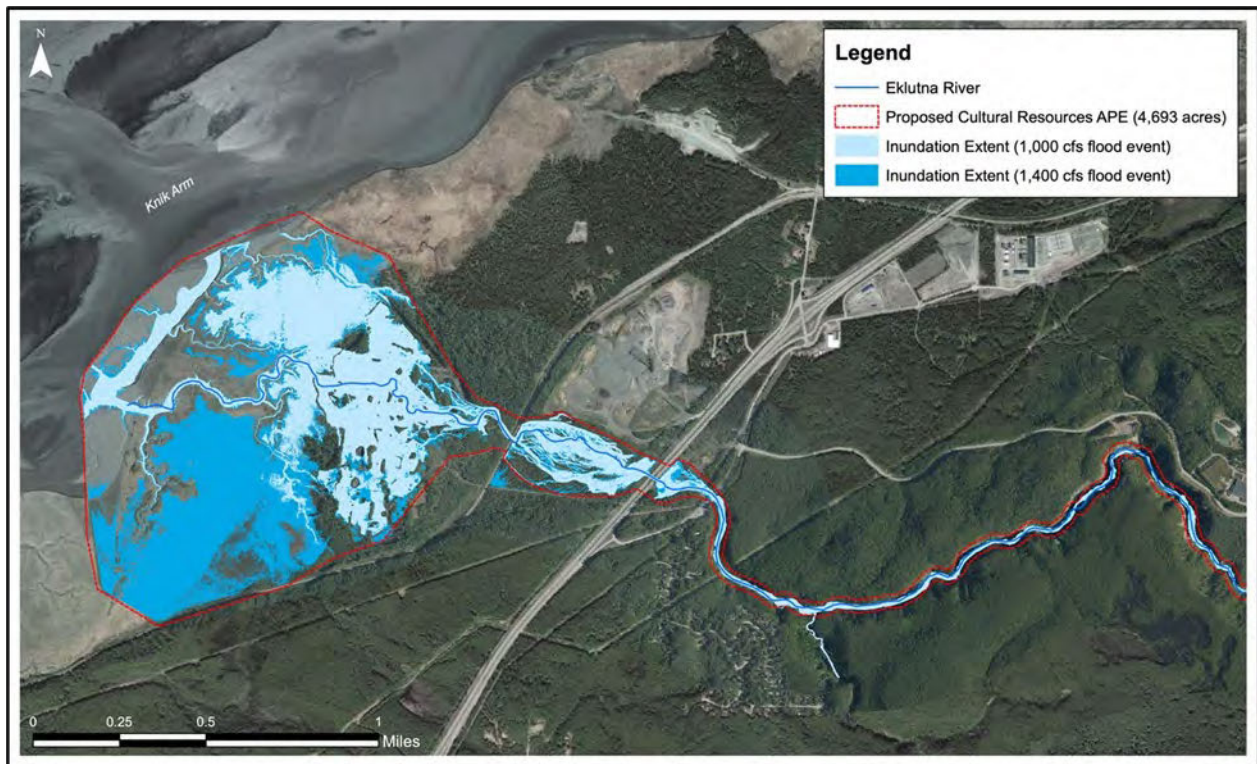 N
Legend
Eklutna River
Proposed Cultural Resources APE (4,693 acres)
Inundation Extent (1,000 cfs flood event)
Inundation Extent (1,400 cfs flood event)
Knik Arm
0 0.25 0.5 1
Miles